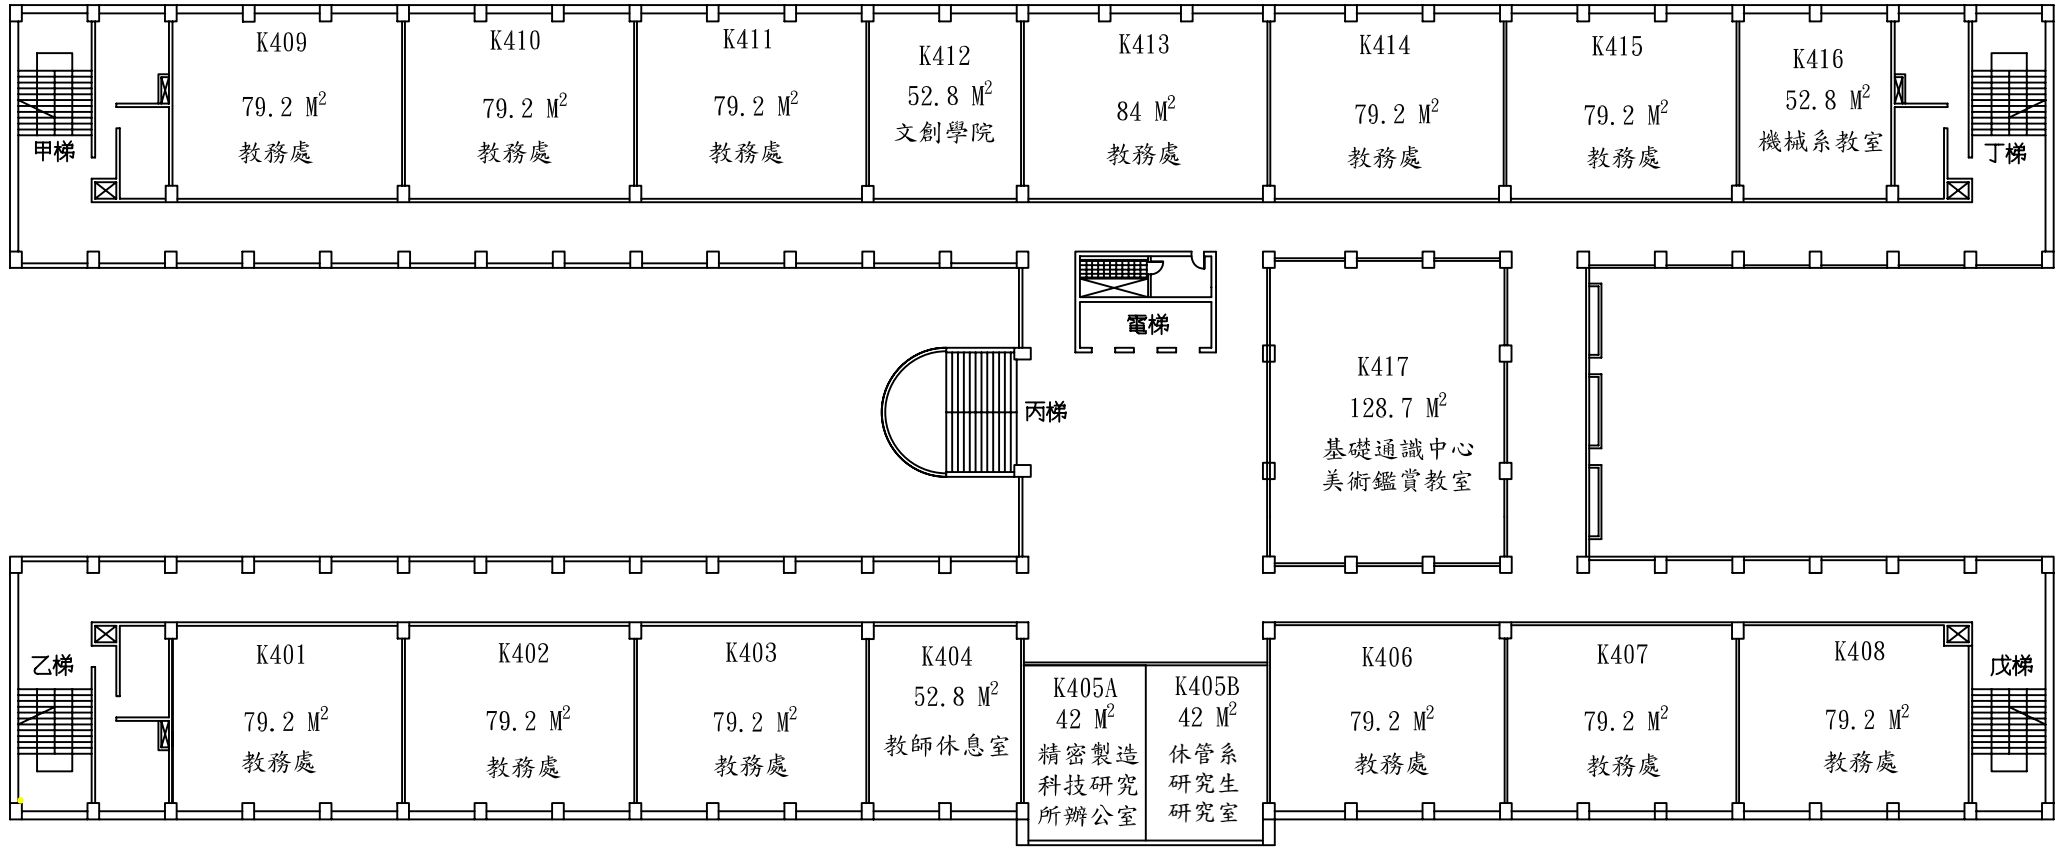 K409
79.2 M²
教務處
K410
79.2 M²
教務處
K411
79.2 M²
教務處
K412
52.8 M²
文創學院
K413
84 M²
教務處
K414
79.2 M²
教務處
K415
79.2 M²
教務處
K416
52.8 M²
機械系教室
甲梯
丁梯
電梯
丙梯
K417
128.7 M²
基礎通識中心
美術鑑賞教室
乙梯
K401
79.2 M²
教務處
K402
79.2 M²
教務處
K403
79.2 M²
教務處
K404
52.8 M²
教師休息室
K405A
42 M²
精密製造
科技研究
所辦公室
K405B
42 M²
休管系
研究生
研究室
K406
79.2 M²
教務處
K407
79.2 M²
教務處
K408
79.2 M²
教務處
戊梯